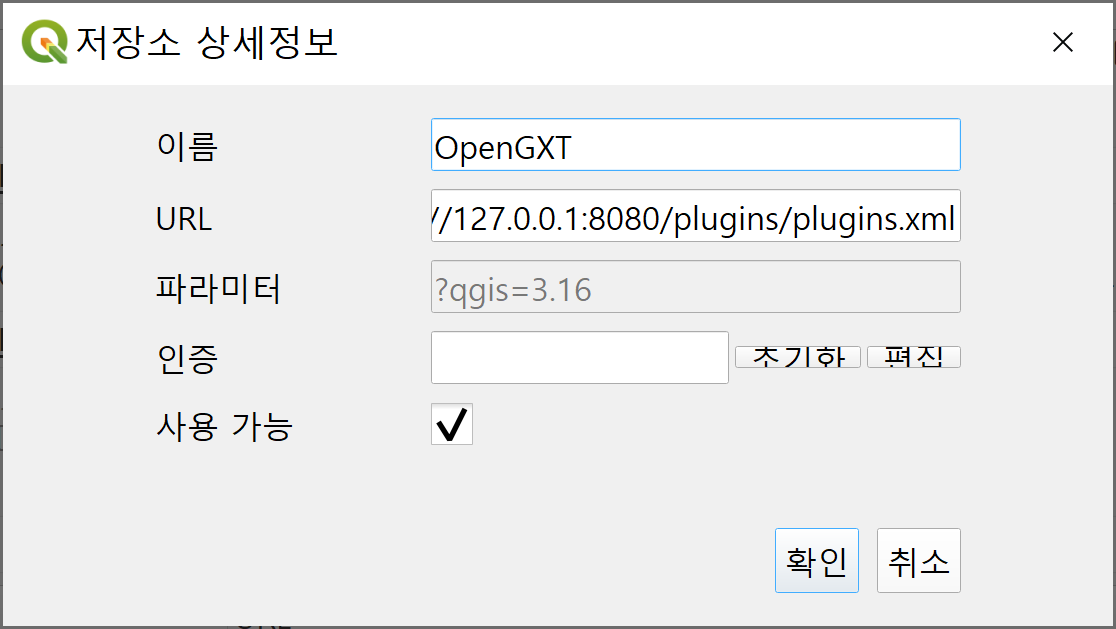 저장소 상세정보
이름 OpenGXT
URL //127.0.0.1:8080/plugins/plugins.xml
파라미터 ?qgis=3.16
인증 초기화 편집
사용 가능
확인 취소